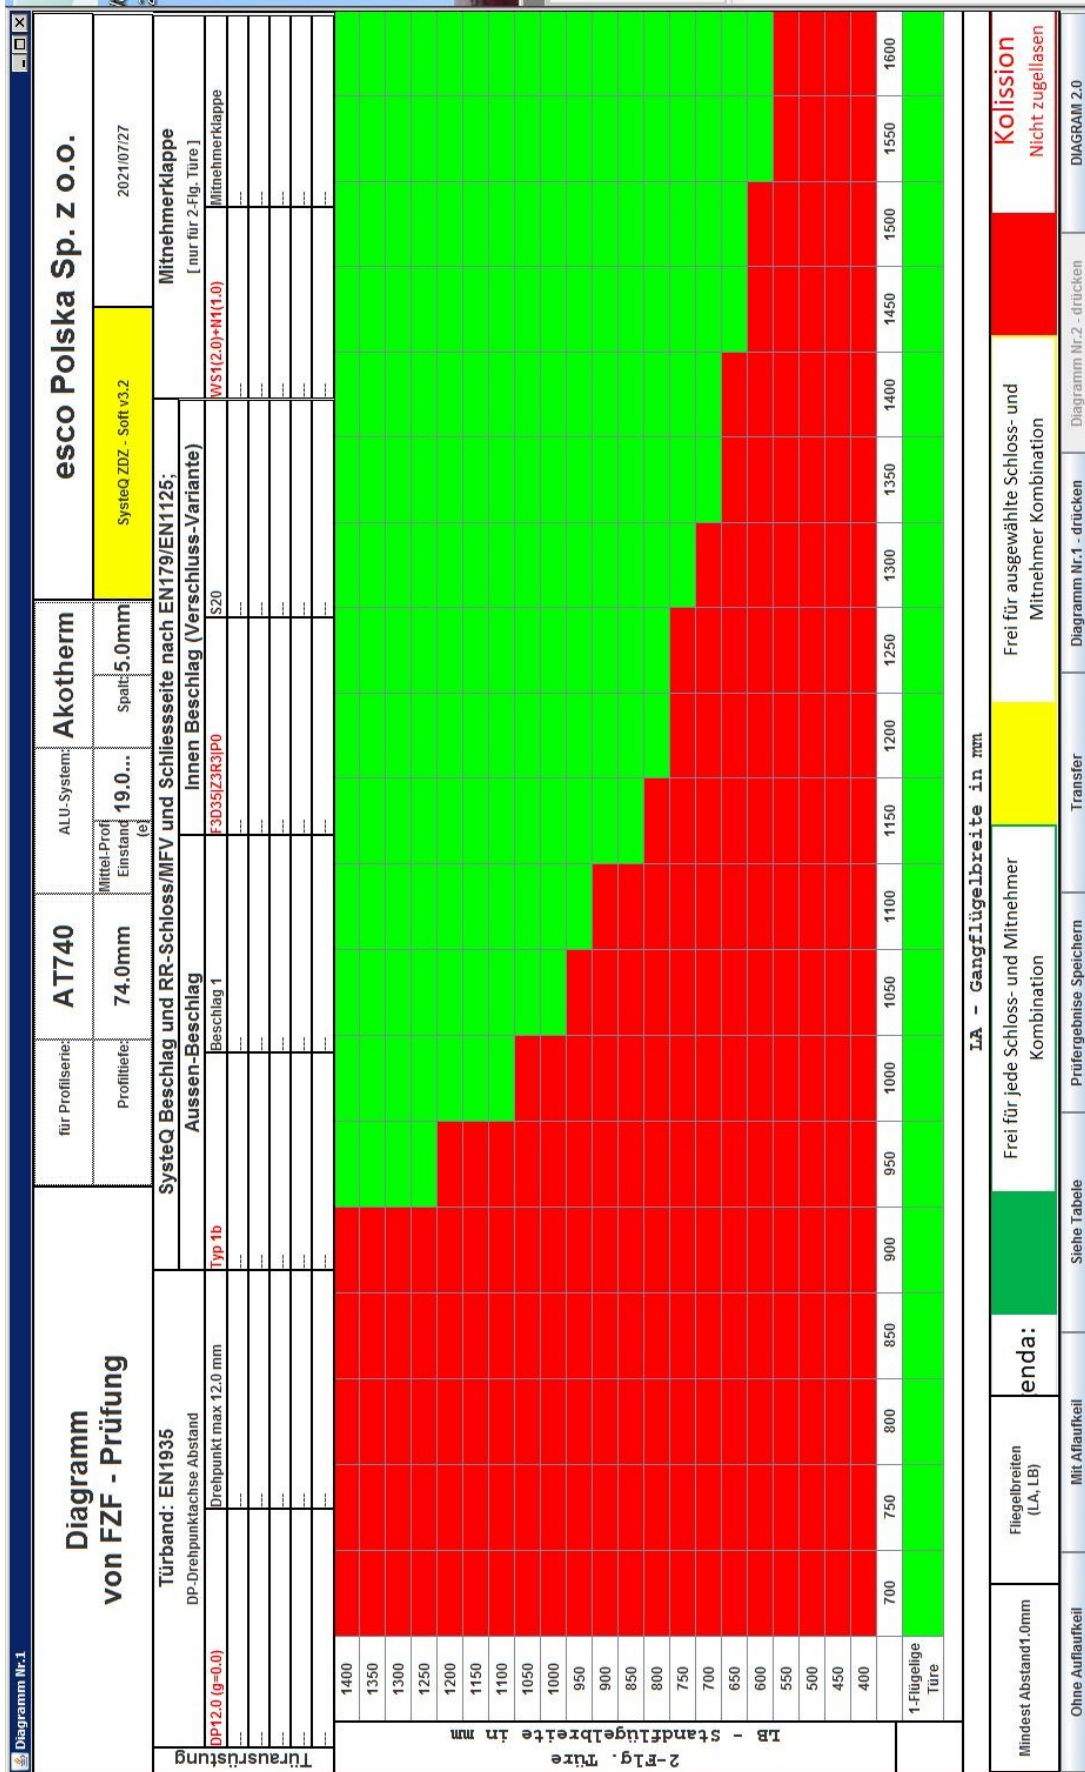 Diagramm Nr.1
Diagramm
von FZF - Prüfung
für Profilserie:
AT740
ALU-System:
Akotherm
esco Polska Sp. z o.o.
Profiltiefe:
74.0mm
Mittel-Prof
Einstand
(e)
19.0...
Spalt:
5.0mm
SysteQ ZDZ - Soft v3.2
2021/07/27
Türausrüstung
Türband: EN1935
DP-Drehpunktachse Abstand
SysteQ Beschlag und RR-Schloss/MFV und Schliessseite nach EN179/EN1125;
Aussen-Beschlag
Innen Beschlag (Verschluss-Variante)
Mitnehmerklappe
[ nur für 2-Flg. Türe ]
DP12.0 (g=0.0)
Drehpunkt max 12.0 mm
Typ 1b
Beschlag 1
F3D35|Z3R3|P0
S20
WS1(2.0)+N1(1.0)
Mitnehmerklappe
--- --- --- --- --- --- ---
--- --- --- --- --- --- ---
--- --- --- --- --- --- ---
--- --- --- --- --- --- ---
--- --- --- --- --- --- ---
2-Flg. Türe
LB - Standflügelbreite in mm
1400
1350
1300
1250
1200
1150
1100
1050
1000
950
900
850
800
750
700
650
600
550
500
450
400
700 750 800 850 900 950 1000 1050 1100 1150 1200 1250 1300 1350 1400 1450 1500 1550 1600
1-Flügelige
Türe
LA - Gangflügelbreite in mm
Mindest Abstand1.0mm
Fliegelbreiten
(LA, LB)
enda:
Frei für jede Schloss- und Mitnehmer
Kombination
Frei für ausgewählte Schloss- und
Mitnehmer Kombination
Kolission
Nicht zugellasen
Ohne Auflaufkeil
Mit Aflaufkeil
Siehe Tabele
Prüfergebnise Speichern
Transfer
Diagramm Nr.1 - drücken
Diagramm Nr.2 - drücken
DIAGRAM 2.0